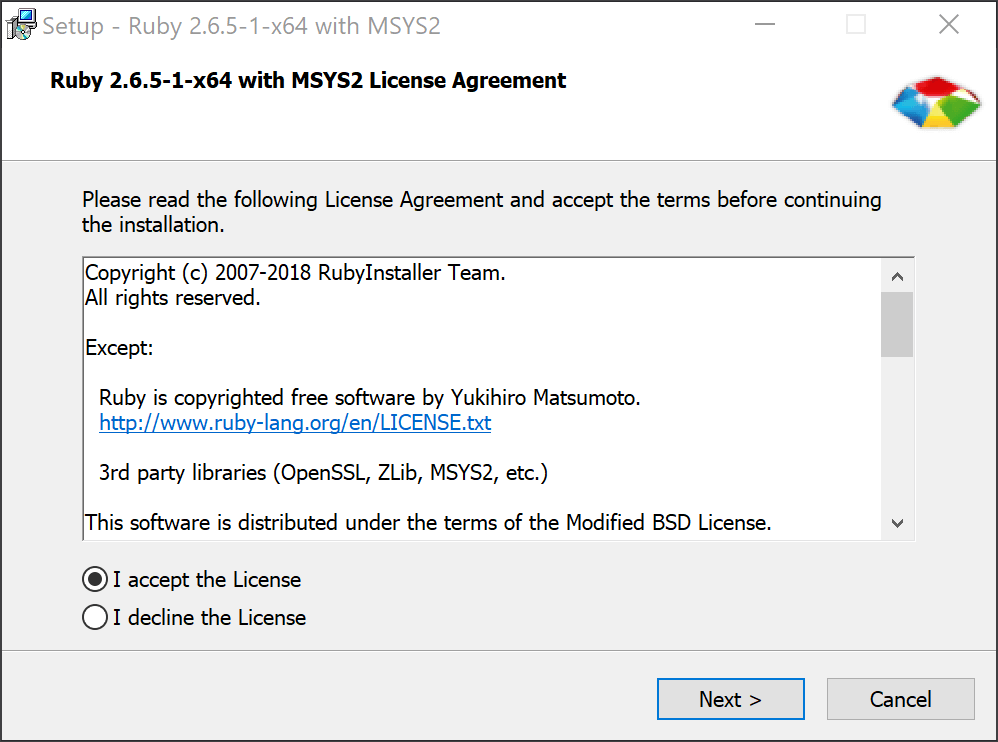 Setup - Ruby 2.6.5-1-x64 with MSYS2
Ruby 2.6.5-1-x64 with MSYS2 License Agreement
Please read the following License Agreement and accept the terms before continuing
the installation.
Copyright (c) 2007-2018 RubyInstaller Team.
All rights reserved.
Except:
Ruby is copyrighted free software by Yukihiro Matsumoto.
http://www.ruby-lang.org/en/LICENSE.txt
3rd party libraries (OpenSSL, ZLib, MSYS2, etc.)
This software is distributed under the terms of the Modified BSD License.
I accept the License
I decline the License
Next >
Cancel